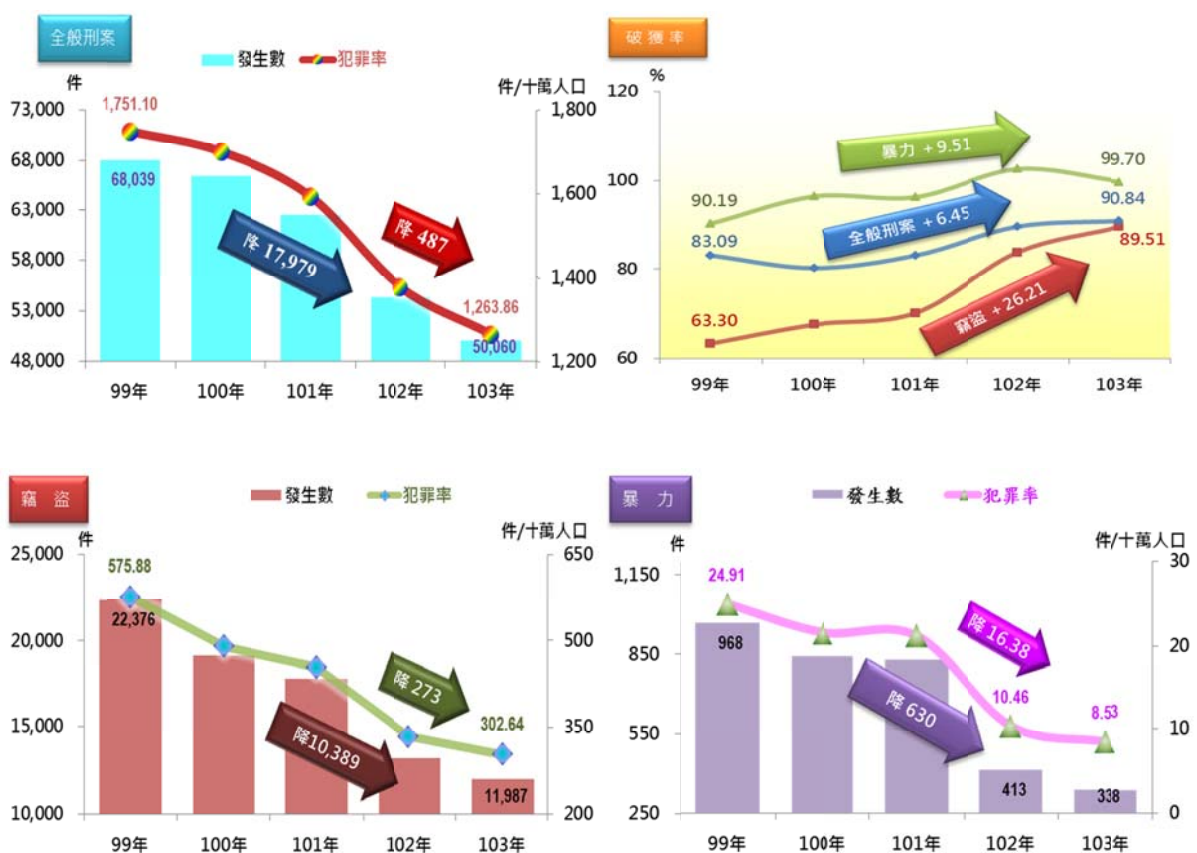 全般刑案
發生數 犯罪率
件
件/十萬人口
73,000
68,000
63,000
58,000
53,000
48,000
1,800
1,600
1,400
1,200
1,751.10
68,039
降 17,979
降 487
1,263.86
50,060
99年 100年 101年 102年 103年
破獲率
%
120
100
80
60
暴力 +9.51
全般刑案 +6.45
竊盜 +26.21
90.19
83.09
63.30
99.70
90.84
89.51
99年 100年 101年 102年 103年
竊 盜
發生數 犯罪率
件
件/十萬人口
25,000
20,000
15,000
10,000
650
500
350
200
575.88
22,376
降 273
降10,389
302.64
11,987
99年 100年 101年 102年 103年
暴 力
發生數 犯罪率
件
件/十萬人口
1,150
850
550
250
30
20
10
0
24.91
968
降 16.38
降 630
10.46
413
8.53
338
99年 100年 101年 102年 103年